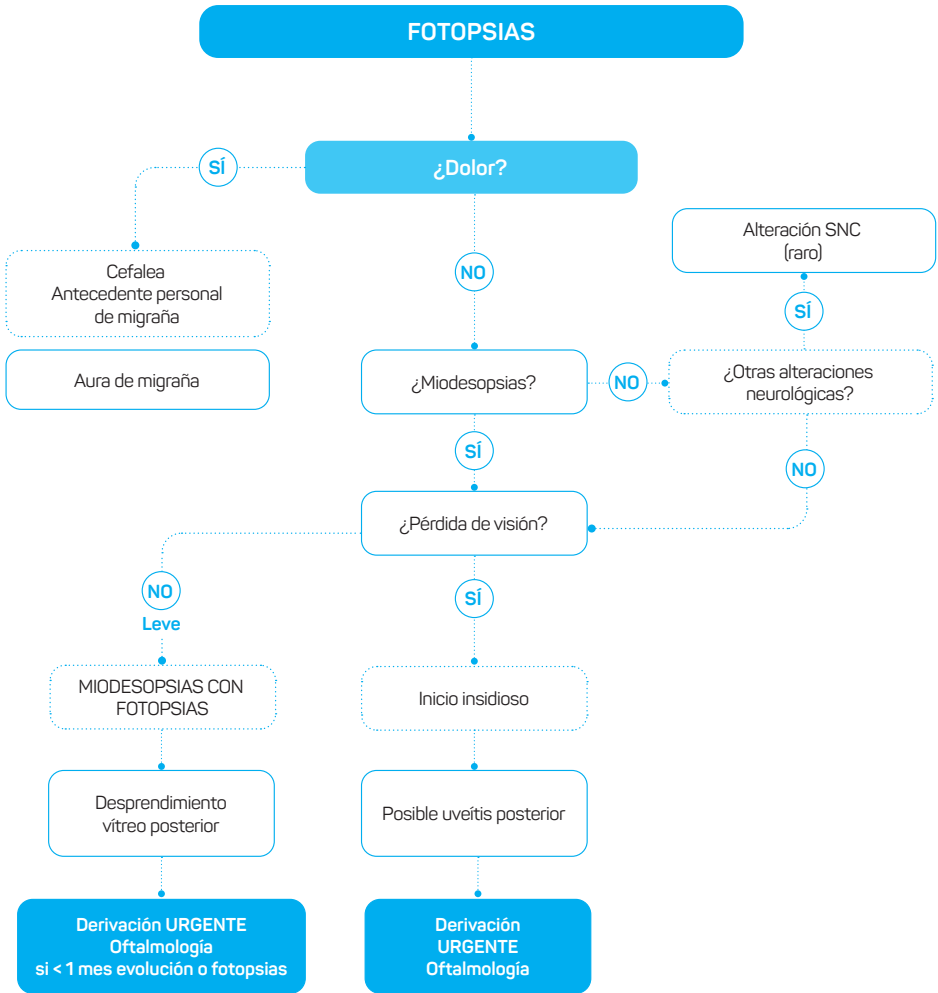 FOTOPSIAS
¿Dolor?
SÍ
Cefalea
Antecedente personal
de migraña
Aura de migraña
NO
¿Miodesopsias?
NO
¿Otras alteraciones
neurológicas?
SÍ
Alteración SNC
(raro)
NO
SÍ
¿Pérdida de visión?
NO
Leve
MIODESOPSIAS CON
FOTOPSIAS
Desprendimiento
vítreo posterior
Derivación URGENTE
Oftalmología
si < 1 mes evolución o fotopsias
SÍ
Inicio insidioso
Posible uveítis posterior
Derivación
URGENTE
Oftalmología